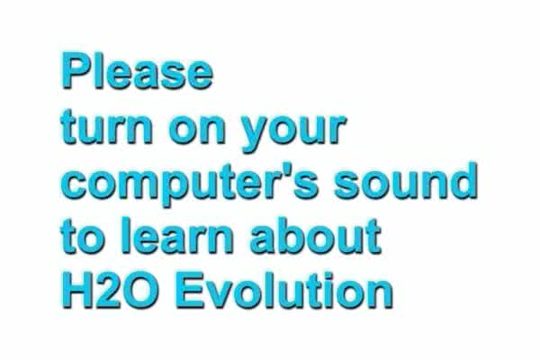 Please
turn on your
computer's sound
to learn about
H2O Evolution